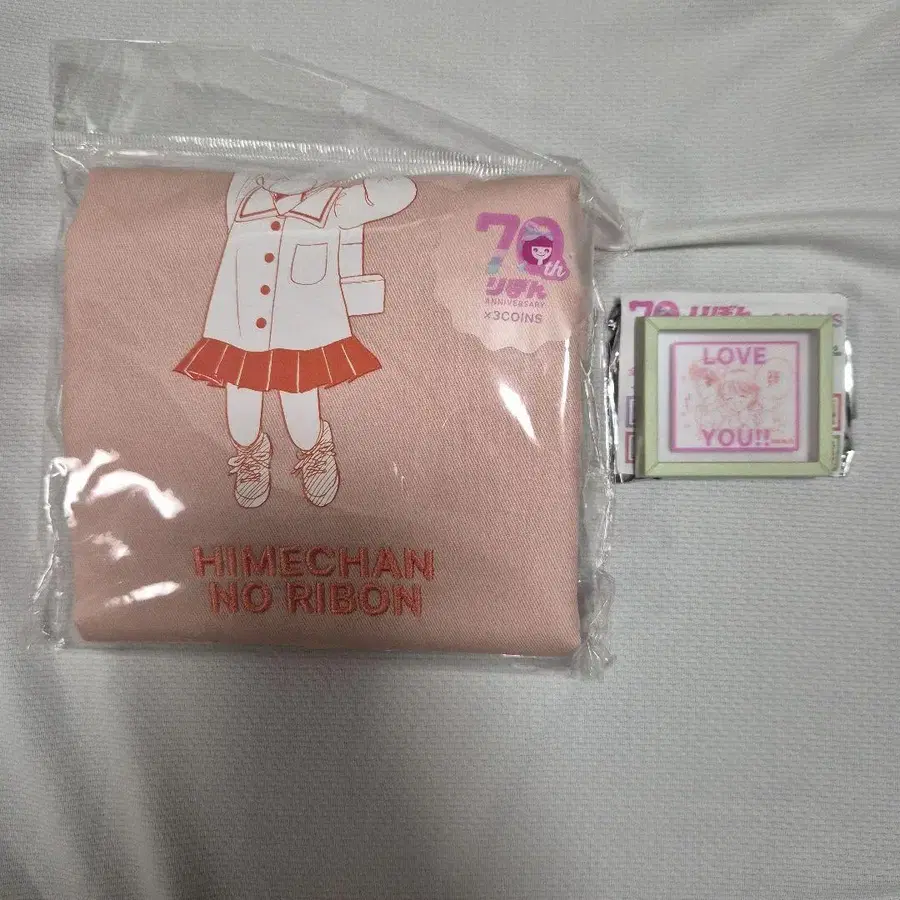 70th
りぼん
ANNIVERSARY
×3COINS
HIMECHAN
NO RIBON
70
りぼん
LOVE
YOU!!